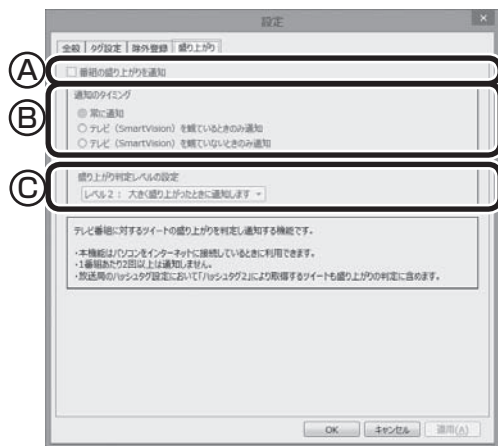 設定
×
全般 タグ設定 除外登録 盛り上がり
Ⓐ
番組の盛り上がりを通知
Ⓑ
通知のタイミング
常に通知
テレビ（SmartVision）を観ているときのみ通知
テレビ（SmartVision）を観ていないときのみ通知
Ⓒ
盛り上がり判定レベルの設定
レベル2： 大きく盛り上がったときに通知します
テレビ番組に対するツイートの盛り上がりを判定し通知する機能です。
・本機能はパソコンをインターネットに接続しているときに利用できます。
・1番組あたり2回以上は通知しません。
・放送局のハッシュタグ設定において「ハッシュタグ2」により取得するツイートも盛り上がりの判定に含めます。
OK キャンセル 適用(A)